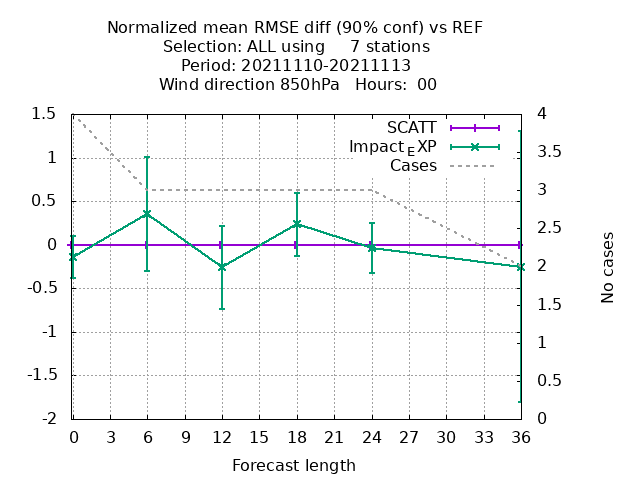 Normalized mean RMSE diff (90% conf) vs REF
Selection: ALL using     7 stations
Period: 20211110-20211113
Wind direction 850hPa   Hours:  00
SCATT
Impact_EXP
Cases
1.5
1
0.5
0
-0.5
-1
-1.5
-2
4
3.5
3
2.5
2
1.5
1
0.5
0
No cases
0 3 6 9 12 15 18 21 24 27 30 33 36
Forecast length